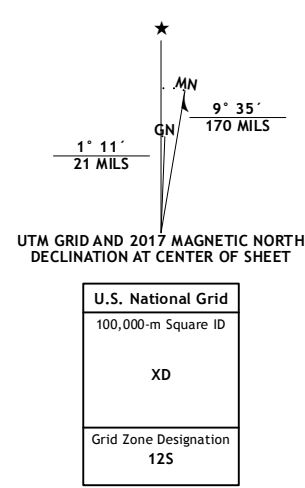 MN
9° 35´
170 MILS
GN
1° 11´
21 MILS
UTM GRID AND 2017 MAGNETIC NORTH
DECLINATION AT CENTER OF SHEET
U.S. National Grid
100,000-m Square ID
XD
Grid Zone Designation
12S